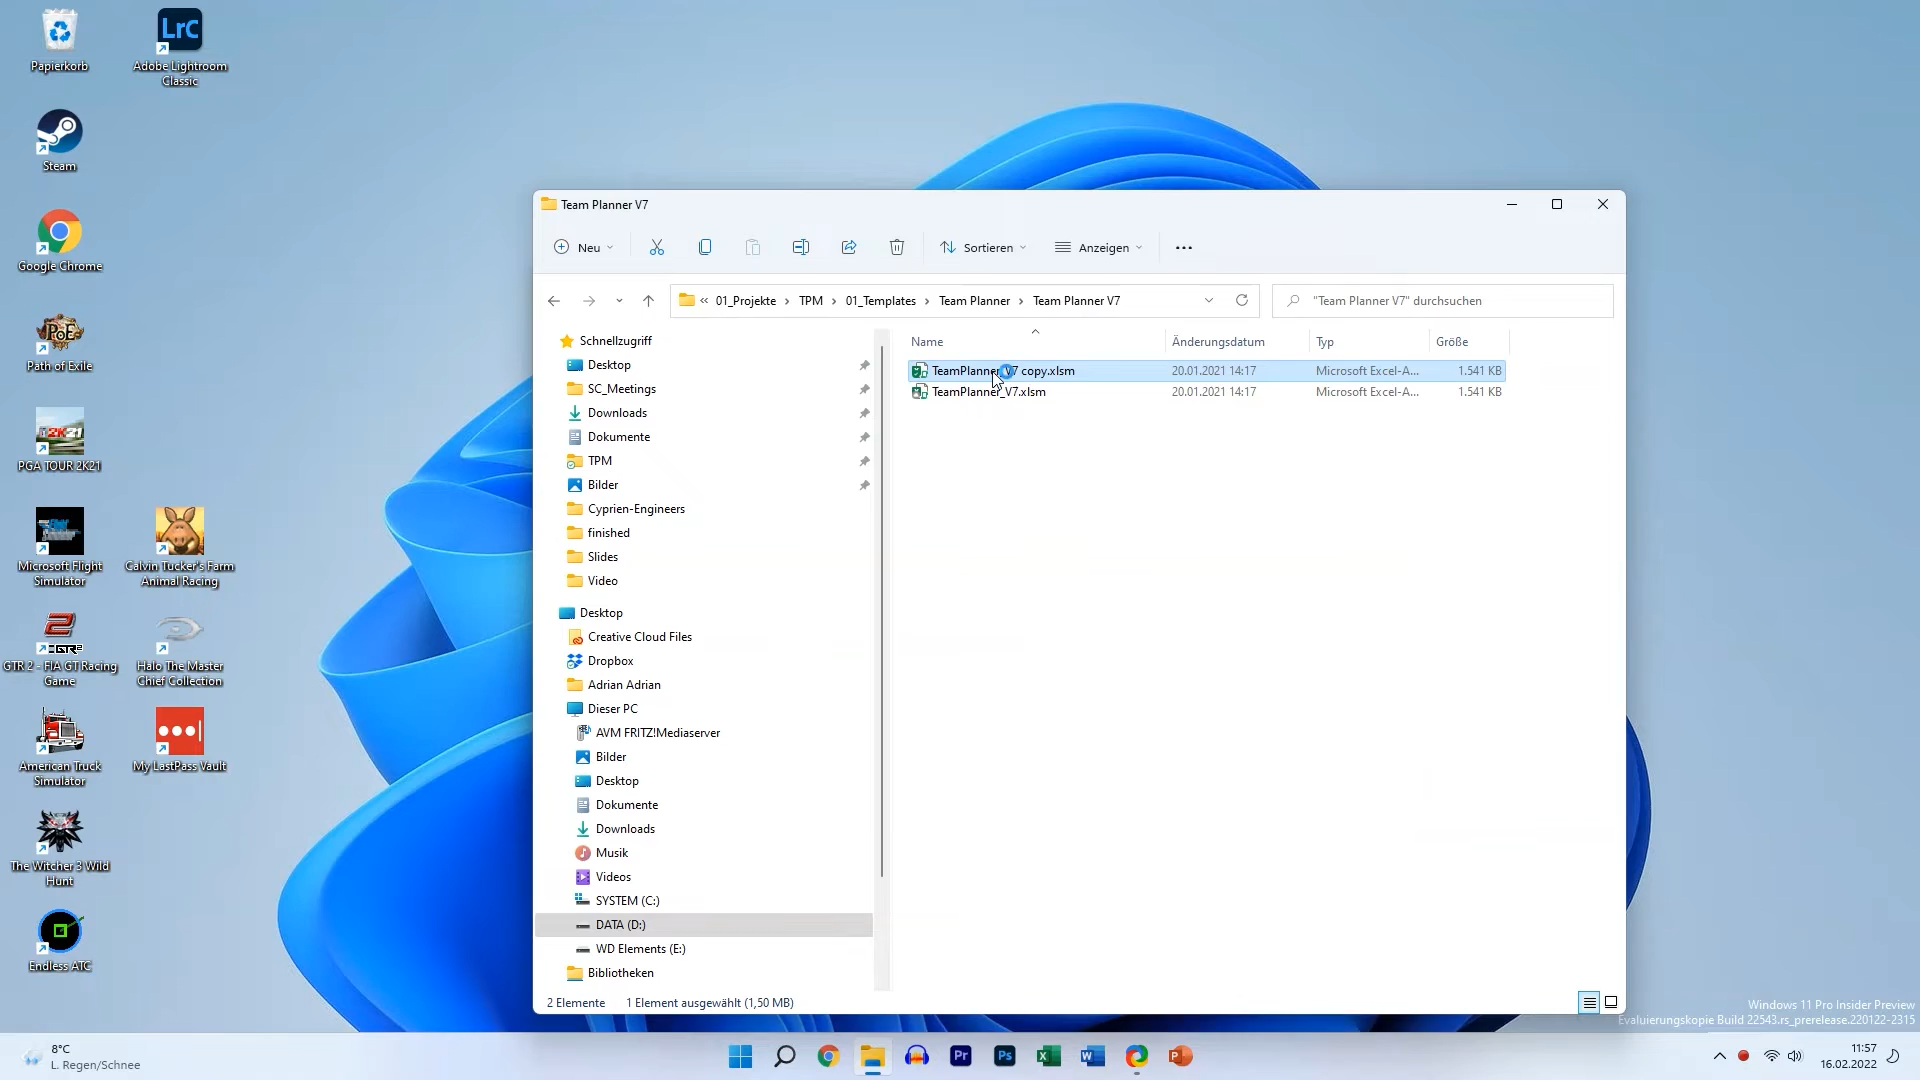 Papierkorb
Adobe Lightroom
Classic
Steam
Google Chrome
Path of Exile
PGA TOUR 2K21
Microsoft Flight
Simulator
Calvin Tucker's Farm
Animal Racing
GTR 2 - FIA GT Racing
Game
Halo The Master
Chief Collection
American Truck
Simulator
My LastPass Vault
The Witcher 3 Wild
Hunt
Endless ATC
Team Planner V7
Neu
Sortieren
Anzeigen
« 01_Projekte › TPM › 01_Templates › Team Planner › Team Planner V7
"Team Planner V7" durchsuchen
Schnellzugriff
Desktop
SC_Meetings
Downloads
Dokumente
TPM
Bilder
Cyprien-Engineers
finished
Slides
Video
Desktop
Creative Cloud Files
Dropbox
Adrian Adrian
Dieser PC
AVM FRITZ!Mediaserver
Bilder
Desktop
Dokumente
Downloads
Musik
Videos
SYSTEM (C:)
DATA (D:)
WD Elements (E:)
Bibliotheken
Name Änderungsdatum Typ Größe
TeamPlanner_V7 copy.xlsm 20.01.2021 14:17 Microsoft Excel-A... 1.541 KB
TeamPlanner_V7.xlsm 20.01.2021 14:17 Microsoft Excel-A... 1.541 KB
2 Elemente 1 Element ausgewählt (1,50 MB)
Windows 11 Pro Insider Preview
Evaluierungskopie Build 22543.rs_prerelease.220122-2315
8°C
L. Regen/Schnee
11:57
16.02.2022